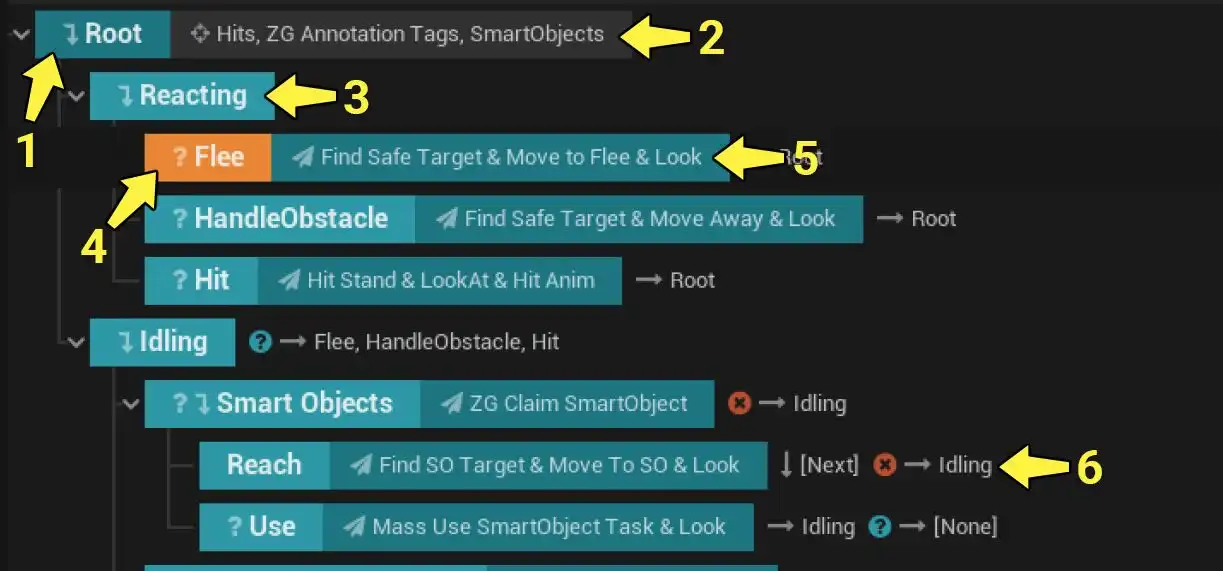 Root Hits, ZG Annotation Tags, SmartObjects 2
1 Reacting 3
? Flee Find Safe Target & Move to Flee & Look 5 Root
4 ? HandleObstacle Find Safe Target & Move Away & Look → Root
? Hit Hit Stand & LookAt & Hit Anim → Root
Idling ? → Flee, HandleObstacle, Hit
? Smart Objects ZG Claim SmartObject → Idling
Reach Find SO Target & Move To SO & Look ↓ [Next] → Idling 6
? Use Mass Use SmartObject Task & Look → Idling ? → [None]